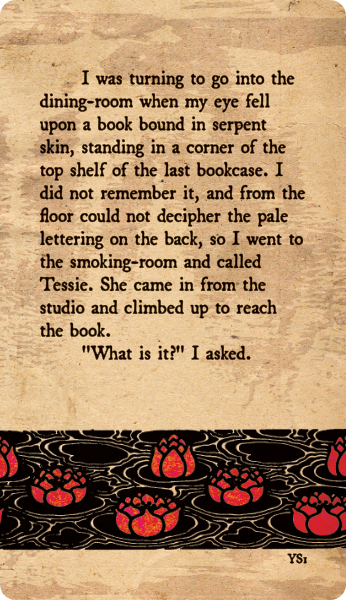 I was turning to go into the
dining-room when my eye fell
upon a book bound in serpent
skin, standing in a corner of the
top shelf of the last bookcase. I
did not remember it, and from the
floor could not decipher the pale
lettering on the back, so I went to
the smoking-room and called
Tessie. She came in from the
studio and climbed up to reach
the book.
"What is it?" I asked.
YS1